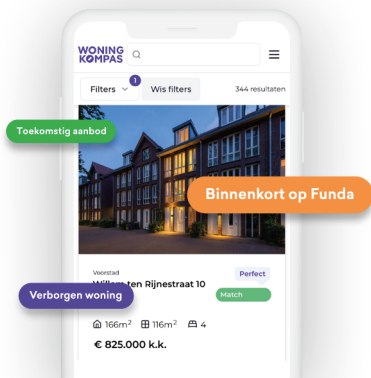 WONING
KOMPAS
1
Filters
Wis filters
344 resultaten
Toekomstig aanbod
Binnenkort op Funda
Voorstad
Willem ten Rijnestraat 10
Perfect
Match
Verborgen woning
166m²
116m²
4
€ 825.000 k.k.